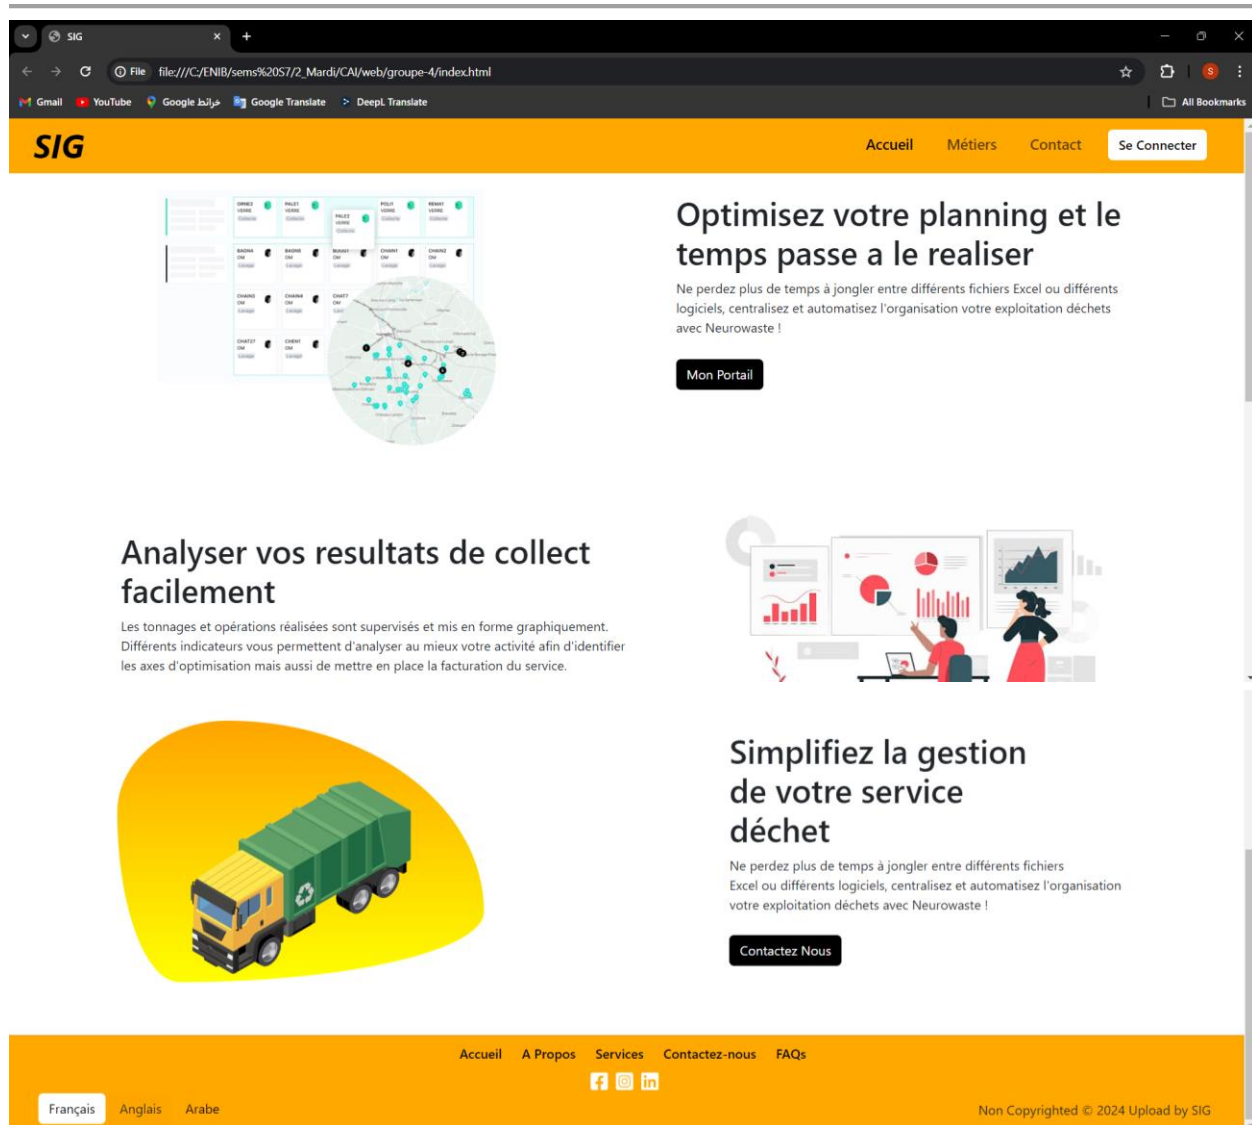 SIG
File file:///C:/ENIB/sems%20S7/2_Mardi/CAI/web/groupe-4/index.html
S
Gmail YouTube Google خرائط Google Translate DeepL Translate All Bookmarks
SIG Accueil Métiers Contact Se Connecter
Optimisez votre planning et le
temps passe a le realiser
Ne perdez plus de temps à jongler entre différents fichiers Excel ou différents
logiciels, centralisez et automatisez l'organisation votre exploitation déchets
avec Neurowaste !
Mon Portail
Analyser vos resultats de collect
facilement
Les tonnages et opérations réalisées sont supervisés et mis en forme graphiquement.
Différents indicateurs vous permettent d'analyser au mieux votre activité afin d'identifier
les axes d'optimisation mais aussi de mettre en place la facturation du service.
Simplifiez la gestion
de votre service
déchet
Ne perdez plus de temps à jongler entre différents fichiers
Excel ou différents logiciels, centralisez et automatisez l'organisation
votre exploitation déchets avec Neurowaste !
Contactez Nous
Accueil A Propos Services Contactez-nous FAQs
Français Anglais Arabe
Non Copyrighted © 2024 Upload by SIG